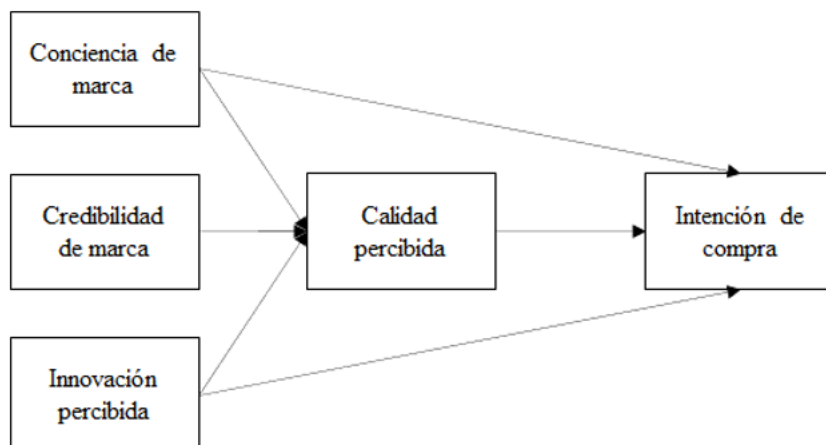 Conciencia de
marca
Credibilidad
de marca
Calidad
percibida
Intención de
compra
Innovación
percibida